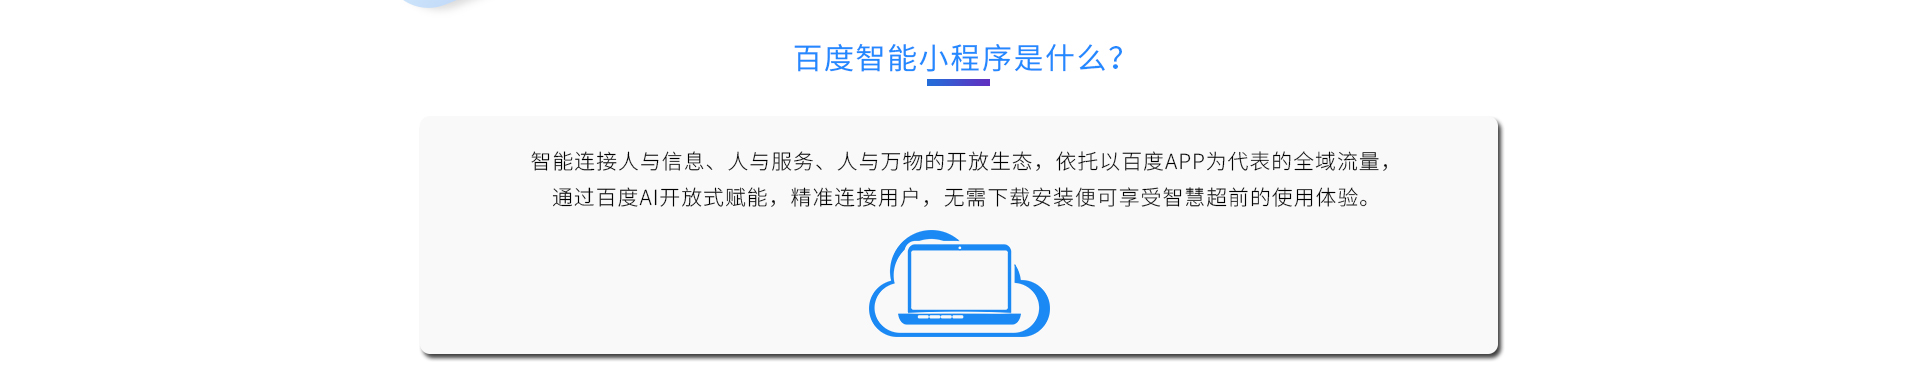 百度智能小程序是什么？
智能连接人与信息、人与服务、人与万物的开放生态，依托以百度APP为代表的全域流量，
通过百度AI开放式赋能，精准连接用户，无需下载安装便可享受智慧超前的使用体验。